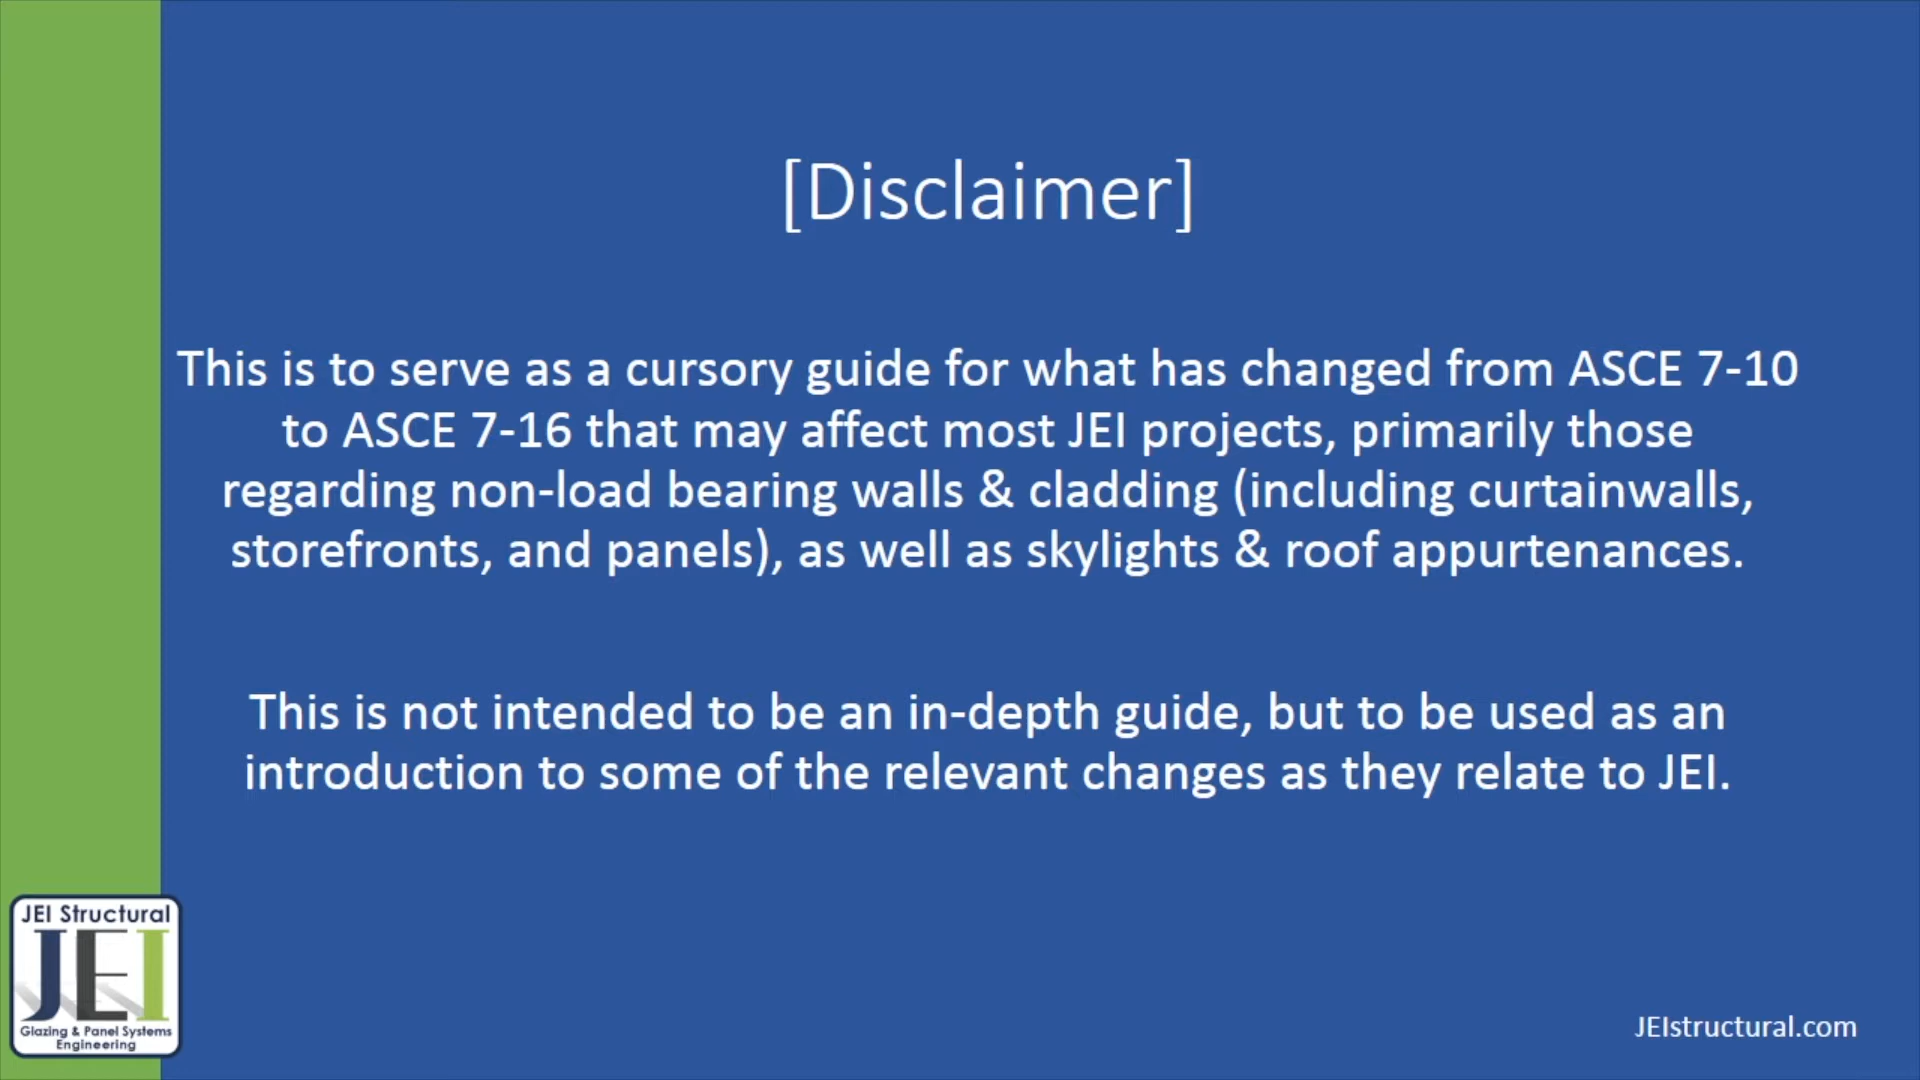 [Disclaimer]
This is to serve as a cursory guide for what has changed from ASCE 7-10
to ASCE 7-16 that may affect most JEI projects, primarily those
regarding non-load bearing walls & cladding (including curtainwalls,
storefronts, and panels), as well as skylights & roof appurtenances.
This is not intended to be an in-depth guide, but to be used as an
introduction to some of the relevant changes as they relate to JEI.
JEI Structural
JEI
Glazing & Panel Systems
Engineering
JEIstructural.com